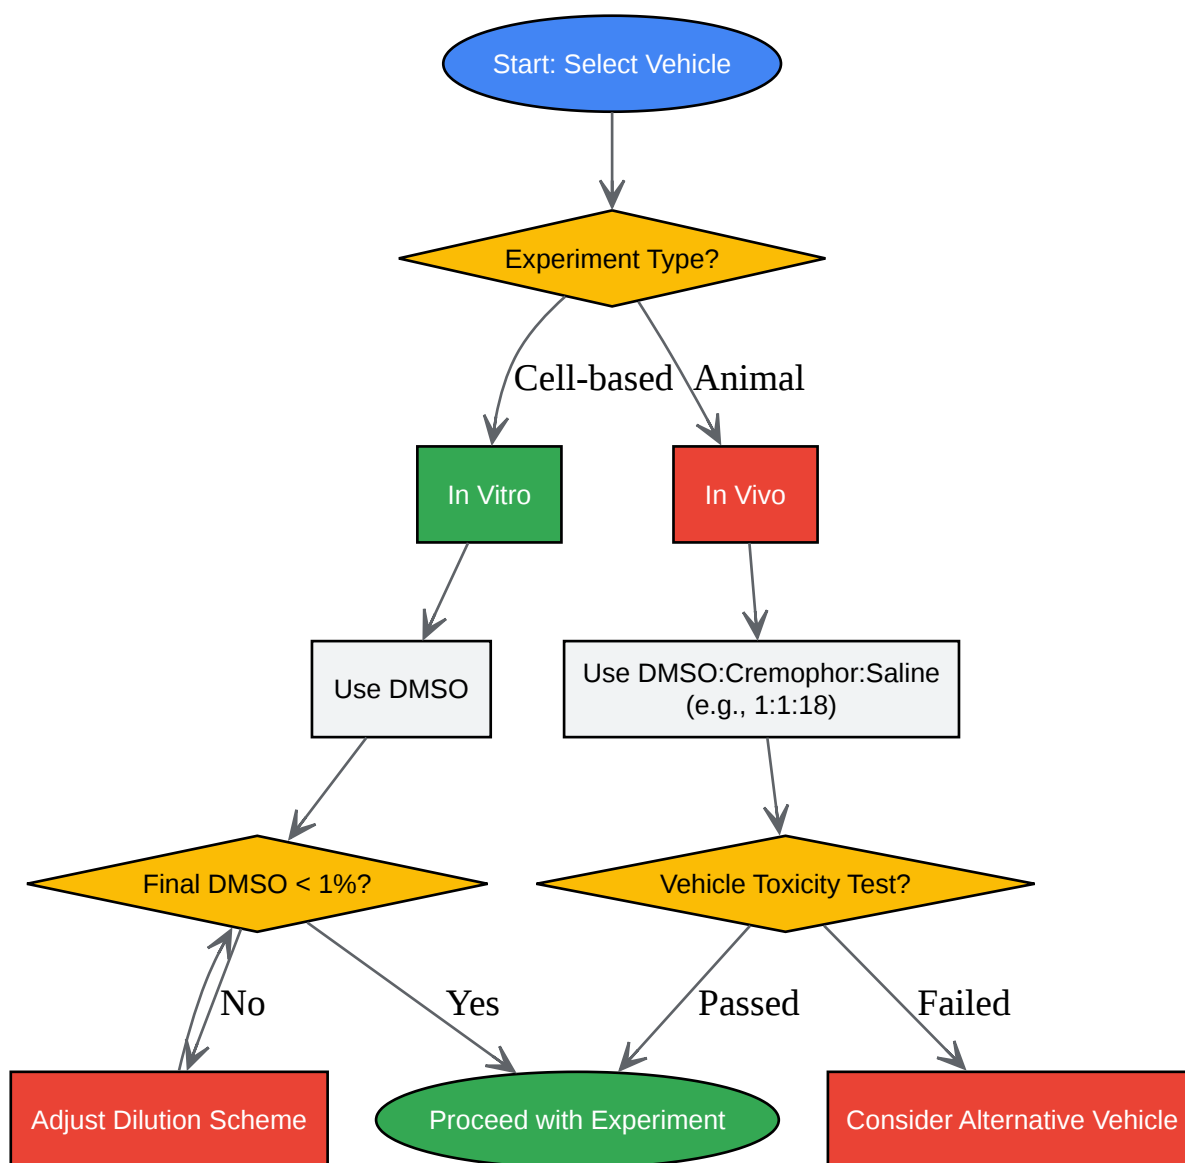 Start: Select Vehicle
Experiment Type?
Cell-based
Animal
In Vitro
In Vivo
Use DMSO
Use DMSO:Cremophor:Saline
(e.g., 1:1:18)
Final DMSO < 1%?
Vehicle Toxicity Test?
No
Yes
Passed
Failed
Adjust Dilution Scheme
Proceed with Experiment
Consider Alternative Vehicle